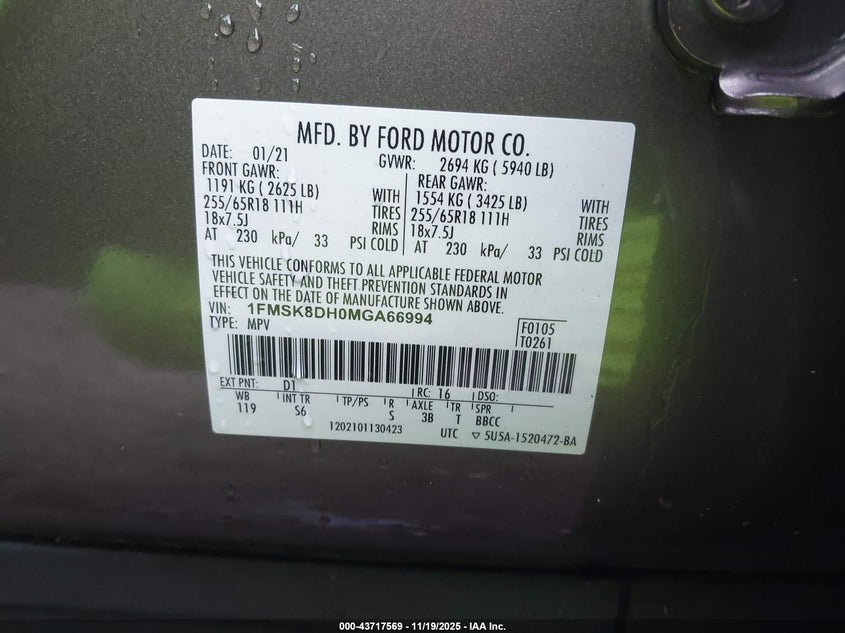 MFD. BY FORD MOTOR CO.
DATE: 01/21 GVWR: 2694 KG ( 5940 LB)
FRONT GAWR: REAR GAWR:
1191 KG ( 2625 LB) WITH 1554 KG ( 3425 LB) WITH
255/65R18 111H TIRES 255/65R18 111H TIRES
18x7.5J RIMS 18x7.5J RIMS
AT 230 kPa/ 33 PSI COLD AT 230 kPa/ 33 PSI COLD
THIS VEHICLE CONFORMS TO ALL APPLICABLE FEDERAL MOTOR
VEHICLE SAFETY AND THEFT PREVENTION STANDARDS IN
EFFECT ON THE DATE OF MANUFACTURE SHOWN ABOVE.
VIN: 1FMSK8DH0MGA66994
TYPE: MPV
F0105
T0261
EXT PNT: D1 RC: 16 DSO:
WB INT TR TP/PS R AXLE TR SPR
119 S6 S 3B T BBCC
1202101130423 UTC ▽ 5U5A-1520472-BA
000-43717569 - 11/19/2025 - IAA Inc.